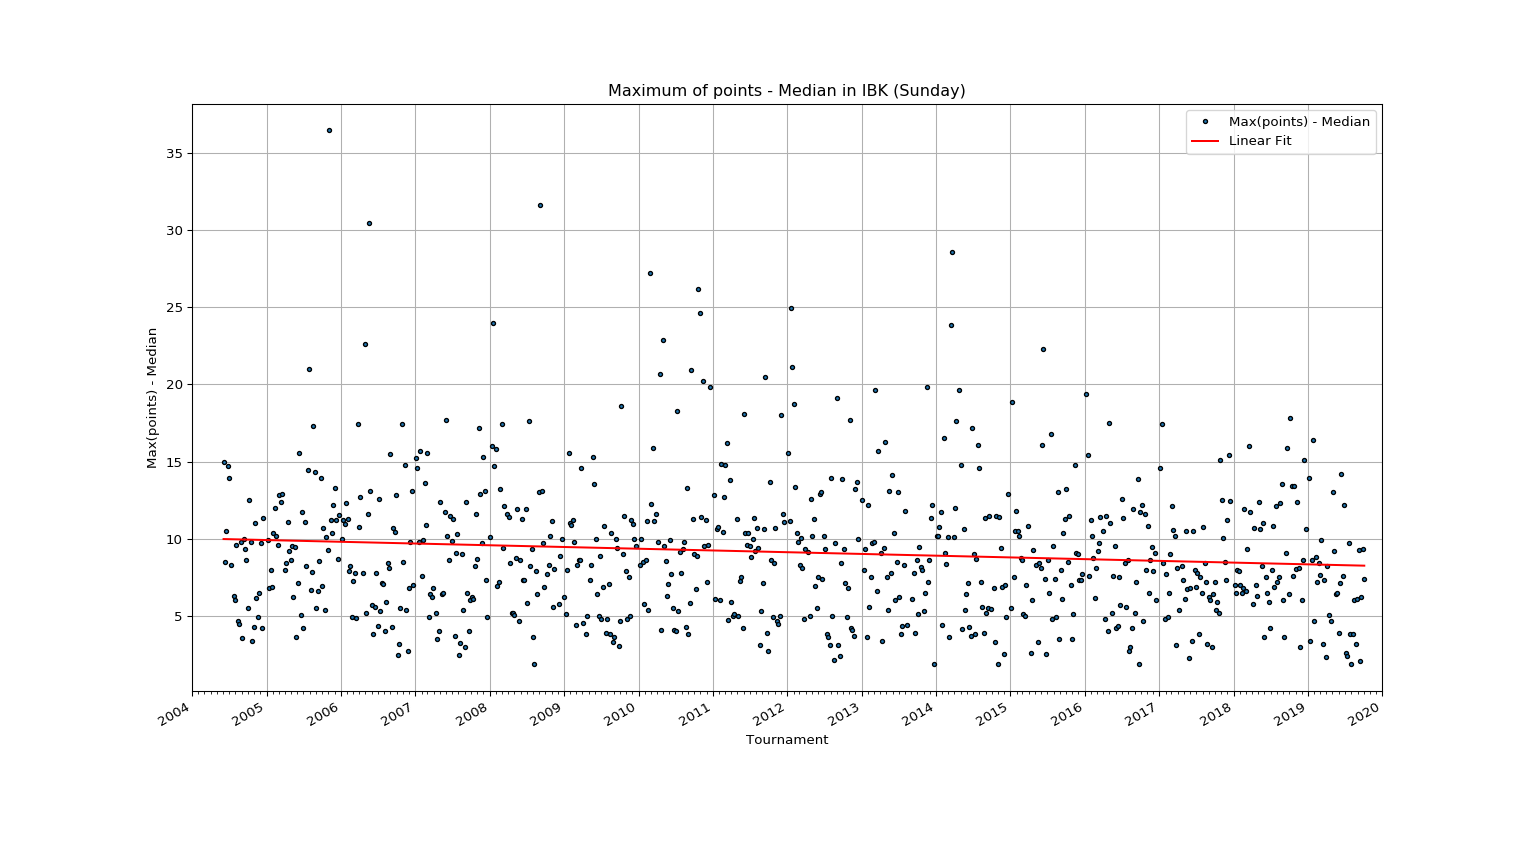 Maximum of points - Median in IBK (Sunday)
Max(points) - Median
Linear Fit
35
30
25
20
15
10
5
Max(points) - Median
2004 2005 2006 2007 2008 2009 2010 2011 2012 2013 2014 2015 2016 2017 2018 2019 2020
Tournament